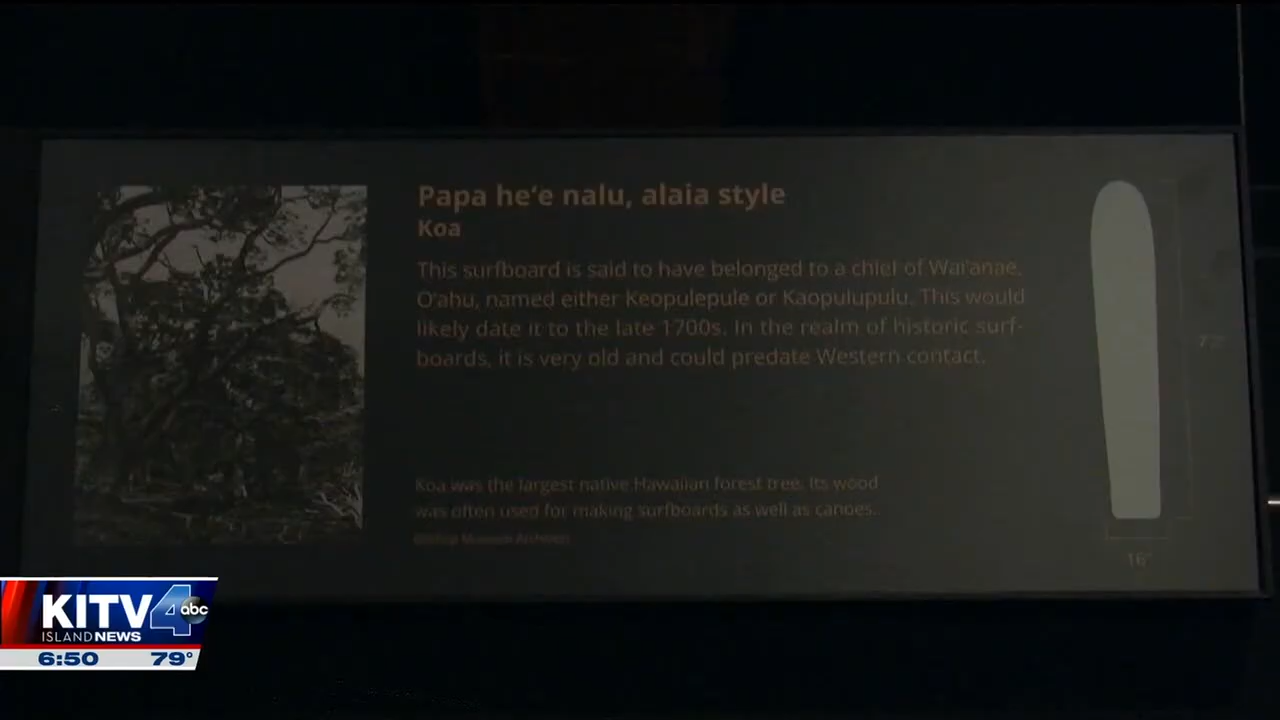 Papa he‘e nalu, alaia style
Koa
This surfboard is said to have belonged to a chief of Wai‘anae,
O‘ahu, named either Keopulepule or Kaopulupulu. This would
likely date it to the late 1700s. In the realm of historic surf-
boards, it is very old and could predate Western contact.
Koa was the largest native Hawaiian forest tree. Its wood
was often used for making surfboards as well as canoes.
Bishop Museum Archives
16"
KITV4 abc
ISLAND NEWS
6:50 79°